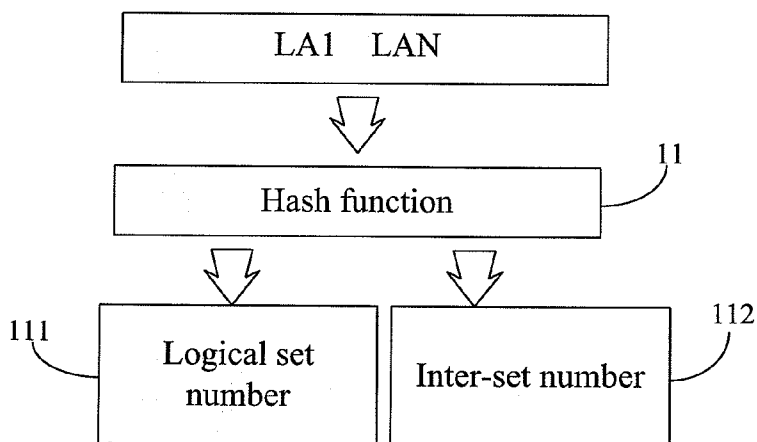 LA1 LAN
11
Hash function
111
112
Logical set
number
Inter-set number